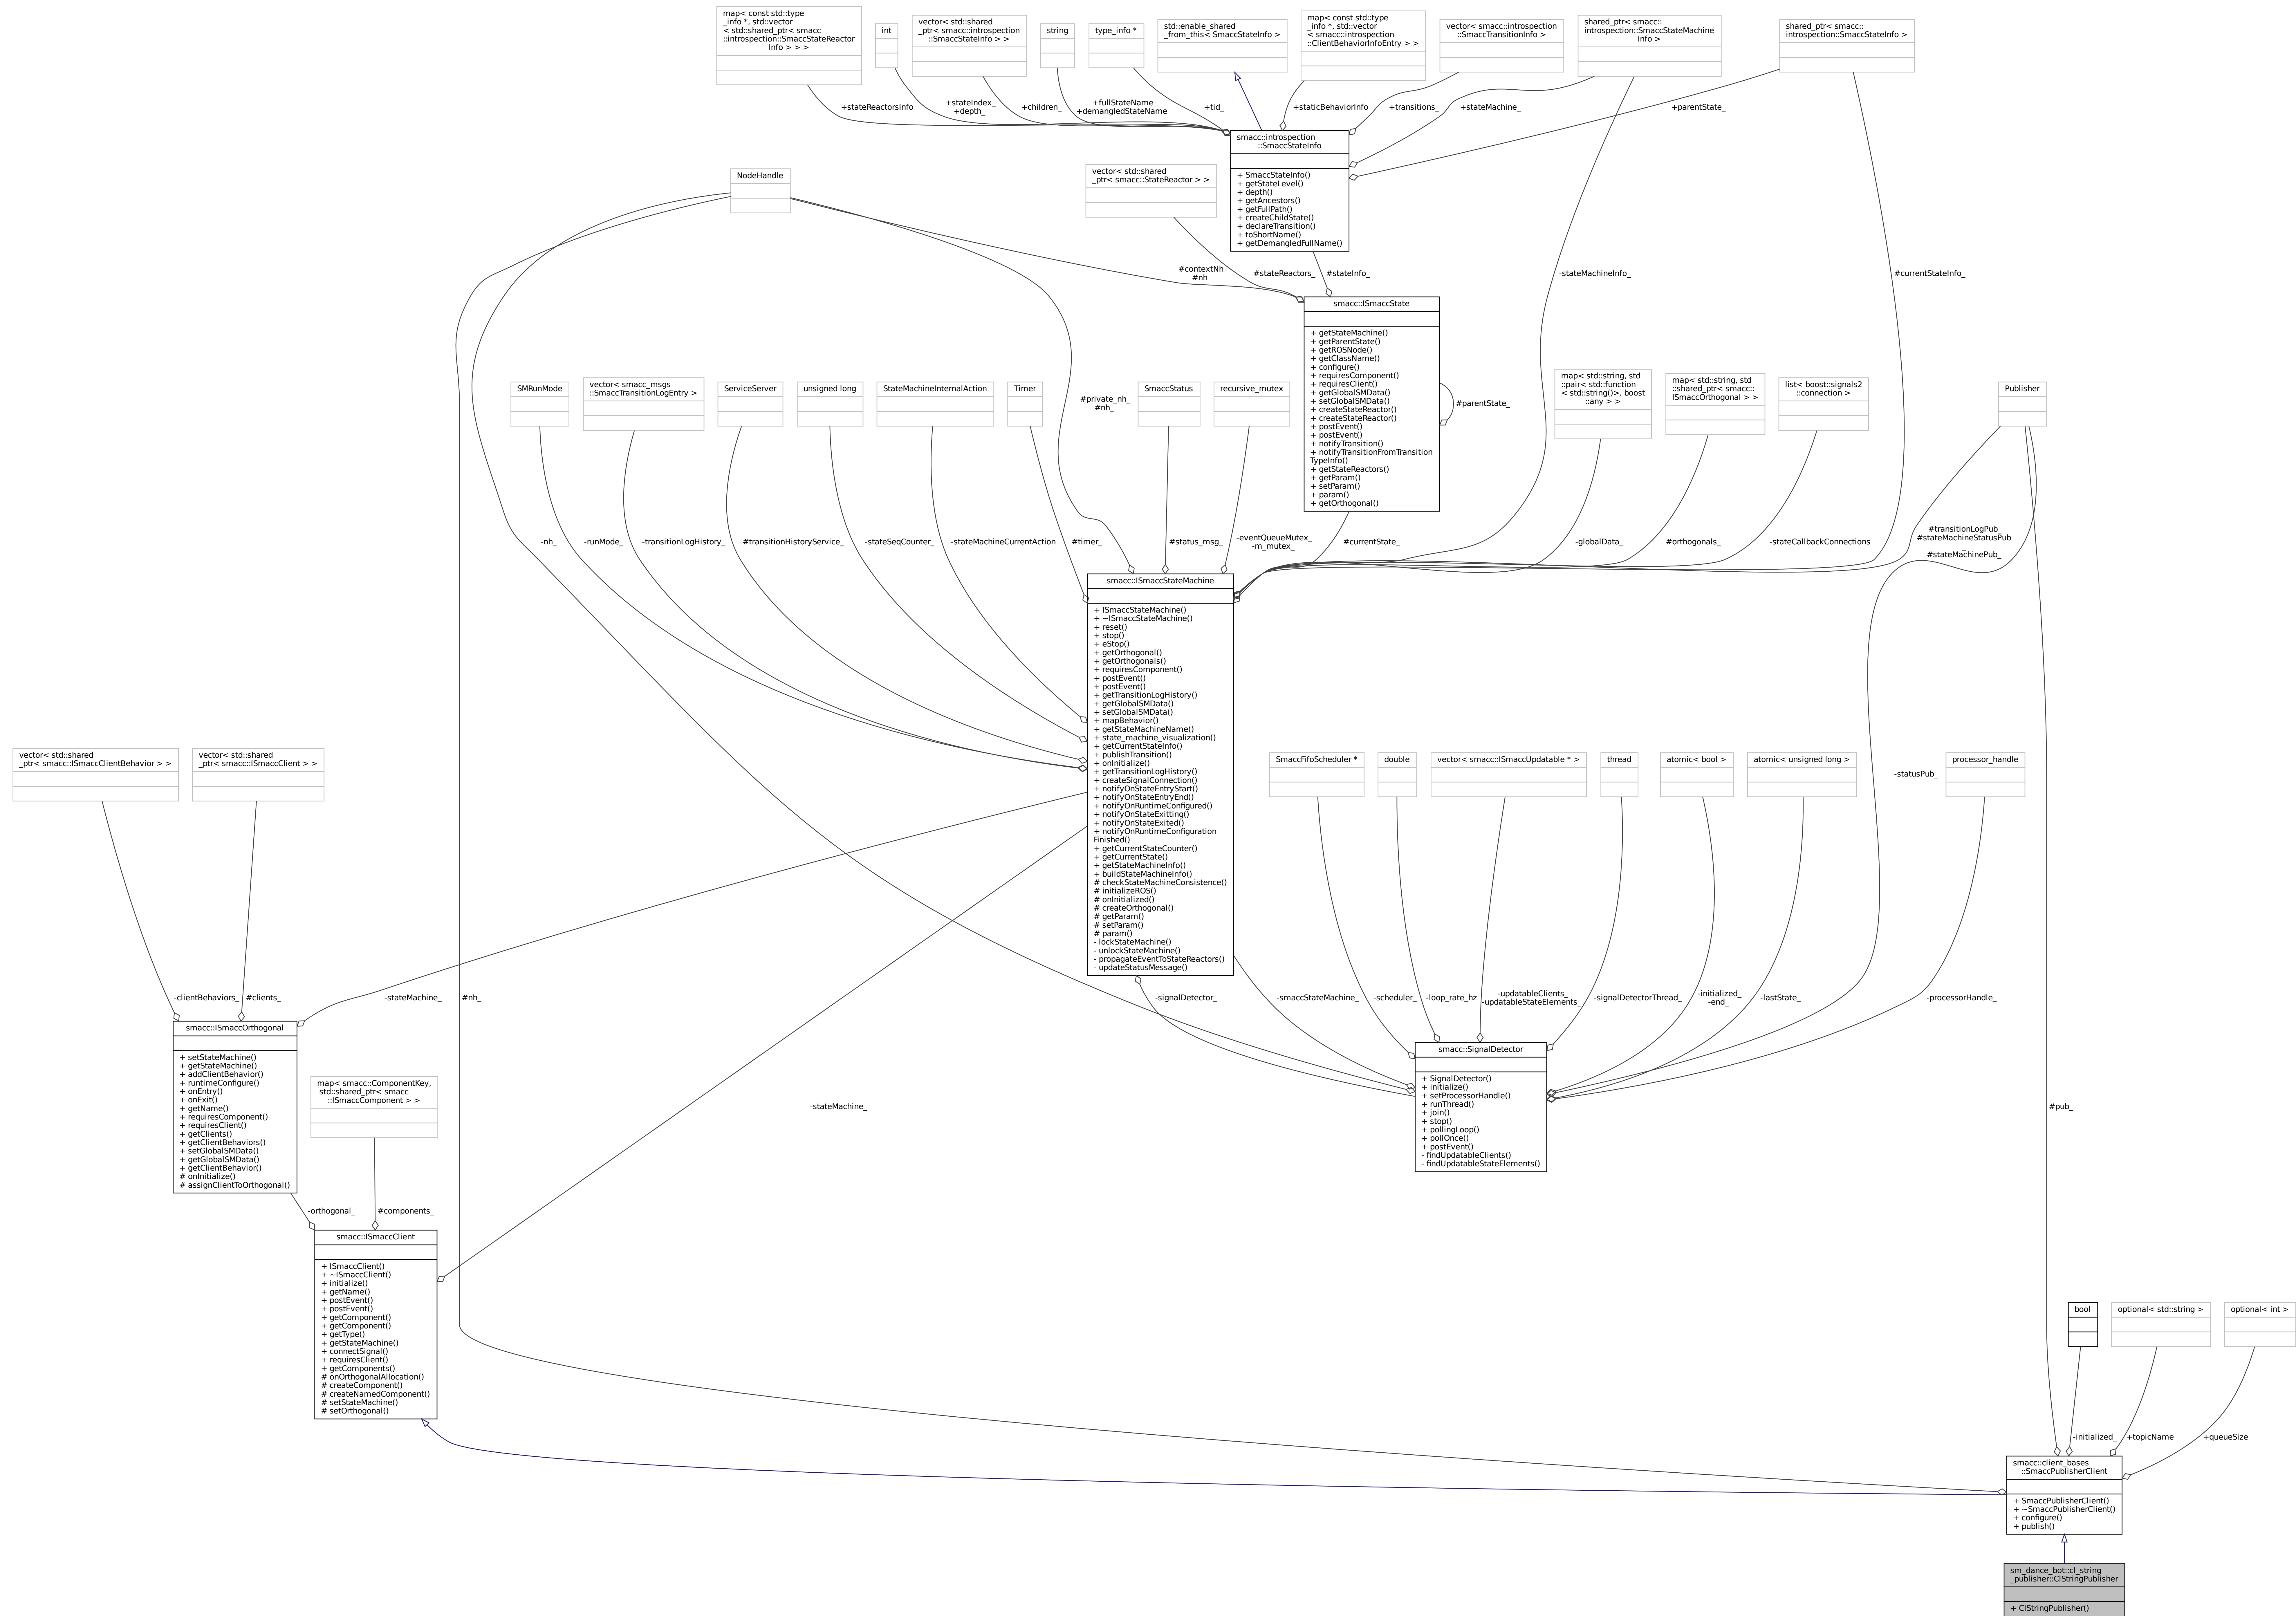 map< const std::type
_info *, std::vector
< std::shared_ptr< smacc
::introspection::SmaccStateReactor
Info > > >
int
vector< std::shared
_ptr< smacc::introspection
::SmaccStateInfo > >
string
type_info *
std::enable_shared
_from_this< SmaccStateInfo >
map< const std::type
_info *, std::vector
< smacc::introspection
::ClientBehaviorInfoEntry > >
vector< smacc::introspection
::SmaccTransitionInfo >
shared_ptr< smacc::
introspection::SmaccStateMachine
Info >
shared_ptr< smacc::
introspection::SmaccStateInfo >
+stateReactorsInfo
+stateIndex_
+depth_
+children_
+fullStateName
+demangledStateName
+tid_
+staticBehaviorInfo
+transitions_
+stateMachine_
+parentState_
smacc::introspection
::SmaccStateInfo
+ SmaccStateInfo()
+ getStateLevel()
+ depth()
+ getAncestors()
+ getFullPath()
+ createChildState()
+ declareTransition()
+ toShortName()
+ getDemangledFullName()
NodeHandle
vector< std::shared
_ptr< smacc::StateReactor > >
#contextNh
#nh
#stateReactors_
#stateInfo_
-stateMachineInfo_
#currentStateInfo_
smacc::ISmaccState
+ getStateMachine()
+ getParentState()
+ getROSNode()
+ getClassName()
+ configure()
+ requiresComponent()
+ requiresClient()
+ getGlobalSMData()
+ setGlobalSMData()
+ createStateReactor()
+ createStateReactor()
+ postEvent()
+ postEvent()
+ notifyTransition()
+ notifyTransitionFromTransition
TypeInfo()
+ getStateReactors()
+ getParam()
+ setParam()
+ param()
+ getOrthogonal()
#parentState_
SMRunMode
vector< smacc_msgs
::SmaccTransitionLogEntry >
ServiceServer
unsigned long
StateMachineInternalAction
Timer
#private_nh_
#nh_
SmaccStatus
recursive_mutex
map< std::string, std
::pair< std::function
< std::string()>, boost
::any > >
map< std::string, std
::shared_ptr< smacc::
ISmaccOrthogonal > >
list< boost::signals2
::connection >
Publisher
-nh_
-runMode_
-transitionLogHistory_
#transitionHistoryService_
-stateSeqCounter_
-stateMachineCurrentAction
#timer_
#status_msg_
-eventQueueMutex_
-m_mutex_
#currentState_
-globalData_
#orthogonals_
-stateCallbackConnections
#transitionLogPub_
#stateMachineStatusPub
_
#stateMachinePub_
smacc::ISmaccStateMachine
+ ISmaccStateMachine()
+ ~ISmaccStateMachine()
+ reset()
+ stop()
+ eStop()
+ getOrthogonal()
+ getOrthogonals()
+ requiresComponent()
+ postEvent()
+ postEvent()
+ getTransitionLogHistory()
+ getGlobalSMData()
+ setGlobalSMData()
+ mapBehavior()
+ getStateMachineName()
+ state_machine_visualization()
+ getCurrentStateInfo()
+ publishTransition()
+ onInitialize()
+ getTransitionLogHistory()
+ createSignalConnection()
+ notifyOnStateEntryStart()
+ notifyOnStateEntryEnd()
+ notifyOnRuntimeConfigured()
+ notifyOnStateExitting()
+ notifyOnStateExited()
+ notifyOnRuntimeConfiguration
Finished()
+ getCurrentStateCounter()
+ getCurrentState()
+ getStateMachineInfo()
+ buildStateMachineInfo()
# checkStateMachineConsistence()
# initializeROS()
# onInitialized()
# createOrthogonal()
# getParam()
# setParam()
# param()
- lockStateMachine()
- unlockStateMachine()
- propagateEventToStateReactors()
- updateStatusMessage()
vector< std::shared
_ptr< smacc::ISmaccClientBehavior > >
vector< std::shared
_ptr< smacc::ISmaccClient > >
SmaccFifoScheduler *
double
vector< smacc::ISmaccUpdatable * >
thread
atomic< bool >
atomic< unsigned long >
-statusPub_
processor_handle
-clientBehaviors_
#clients_
-stateMachine_
#nh_
-signalDetector_
-smaccStateMachine_
-scheduler_
-loop_rate_hz
-updatableClients_
-updatableStateElements_
-signalDetectorThread_
-initialized_
-end_
-lastState_
-processorHandle_
smacc::ISmaccOrthogonal
+ setStateMachine()
+ getStateMachine()
+ addClientBehavior()
+ runtimeConfigure()
+ onEntry()
+ onExit()
+ getName()
+ requiresComponent()
+ requiresClient()
+ getClients()
+ getClientBehaviors()
+ setGlobalSMData()
+ getGlobalSMData()
+ getClientBehavior()
# onInitialize()
# assignClientToOrthogonal()
map< smacc::ComponentKey,
std::shared_ptr< smacc
::ISmaccComponent > >
-stateMachine_
smacc::SignalDetector
+ SignalDetector()
+ initialize()
+ setProcessorHandle()
+ runThread()
+ join()
+ stop()
+ pollingLoop()
+ pollOnce()
+ postEvent()
- findUpdatableClients()
- findUpdatableStateElements()
#pub_
-orthogonal_
#components_
smacc::ISmaccClient
+ ISmaccClient()
+ ~ISmaccClient()
+ initialize()
+ getName()
+ postEvent()
+ postEvent()
+ getComponent()
+ getComponent()
+ getType()
+ getStateMachine()
+ connectSignal()
+ requiresClient()
+ getComponents()
# onOrthogonalAllocation()
# createComponent()
# createNamedComponent()
# setStateMachine()
# setOrthogonal()
bool
optional< std::string >
optional< int >
-initialized_
+topicName
+queueSize
smacc::client_bases
::SmaccPublisherClient
+ SmaccPublisherClient()
+ ~SmaccPublisherClient()
+ configure()
+ publish()
sm_dance_bot::cl_string
_publisher::ClStringPublisher
+ ClStringPublisher()